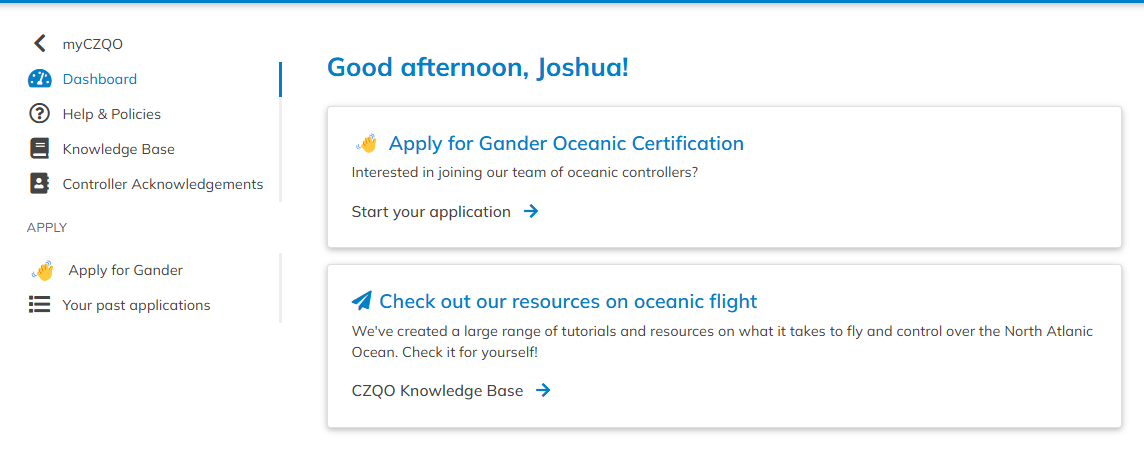 myCZQO
Dashboard
Help & Policies
Knowledge Base
Controller Acknowledgements
APPLY
Apply for Gander
Your past applications
Good afternoon, Joshua!
Apply for Gander Oceanic Certification
Interested in joining our team of oceanic controllers?
Start your application
Check out our resources on oceanic flight
We've created a large range of tutorials and resources on what it takes to fly and control over the North Atlanic
Ocean. Check it for yourself!
CZQO Knowledge Base